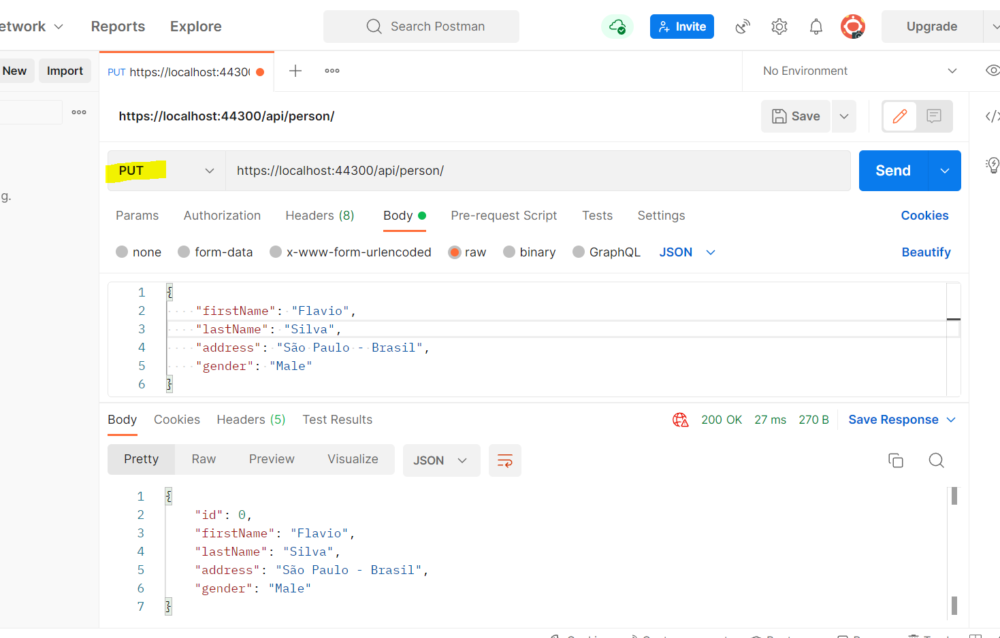 etwork Reports Explore Search Postman Invite Upgrade
New Import PUT https://localhost:4430 No Environment
https://localhost:44300/api/person/ Save
PUT https://localhost:44300/api/person/ Send
g.
Params Authorization Headers (8) Body Pre-request Script Tests Settings Cookies
none form-data x-www-form-urlencoded raw binary GraphQL JSON Beautify
1 {
2 "firstName": "Flavio",
3 "lastName": "Silva",
4 "address": "São Paulo - Brasil",
5 "gender": "Male"
6 }
Body Cookies Headers (5) Test Results 200 OK 27 ms 270 B Save Response
Pretty Raw Preview Visualize JSON
1 {
2 "id": 0,
3 "firstName": "Flavio",
4 "lastName": "Silva",
5 "address": "São Paulo - Brasil",
6 "gender": "Male"
7 }